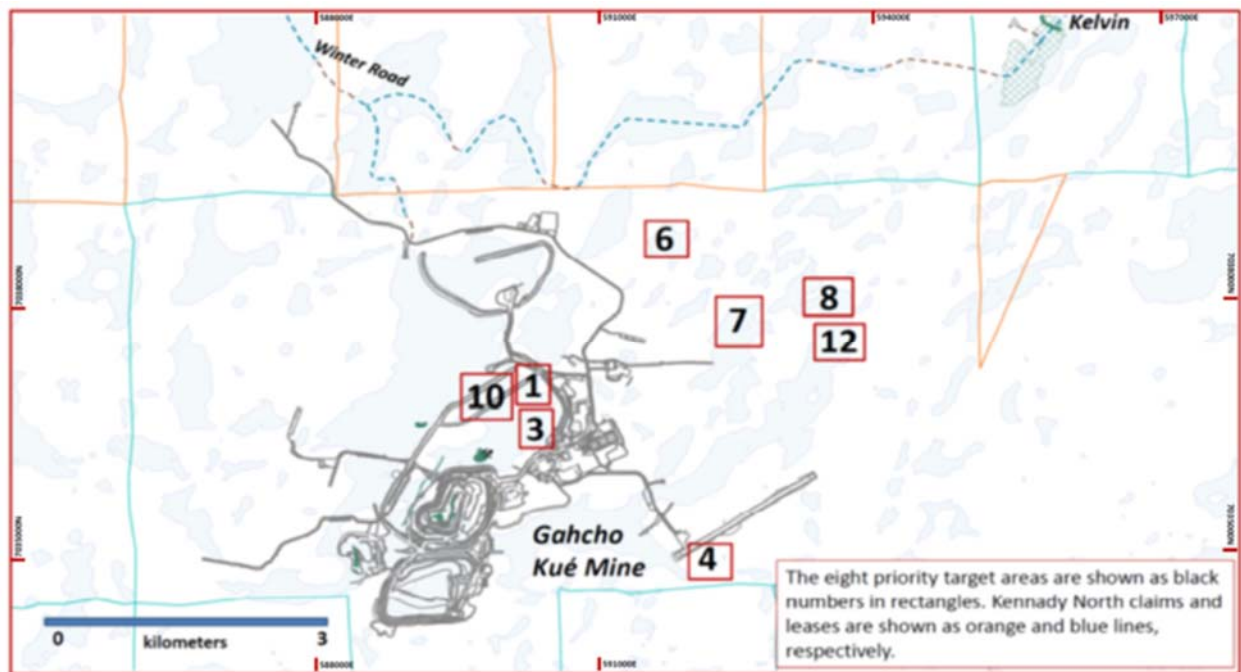 588000E
591000E
594000E
597000E
Kelvin
Winter Road
6
7038000N
7038000N
8
7
12
1
10
3
Gahcho
Kué Mine
4
7035000N
7035000N
The eight priority target areas are shown as black
numbers in rectangles. Kennady North claims and
leases are shown as orange and blue lines,
respectively.
0 kilometers 3
588000E
591000E